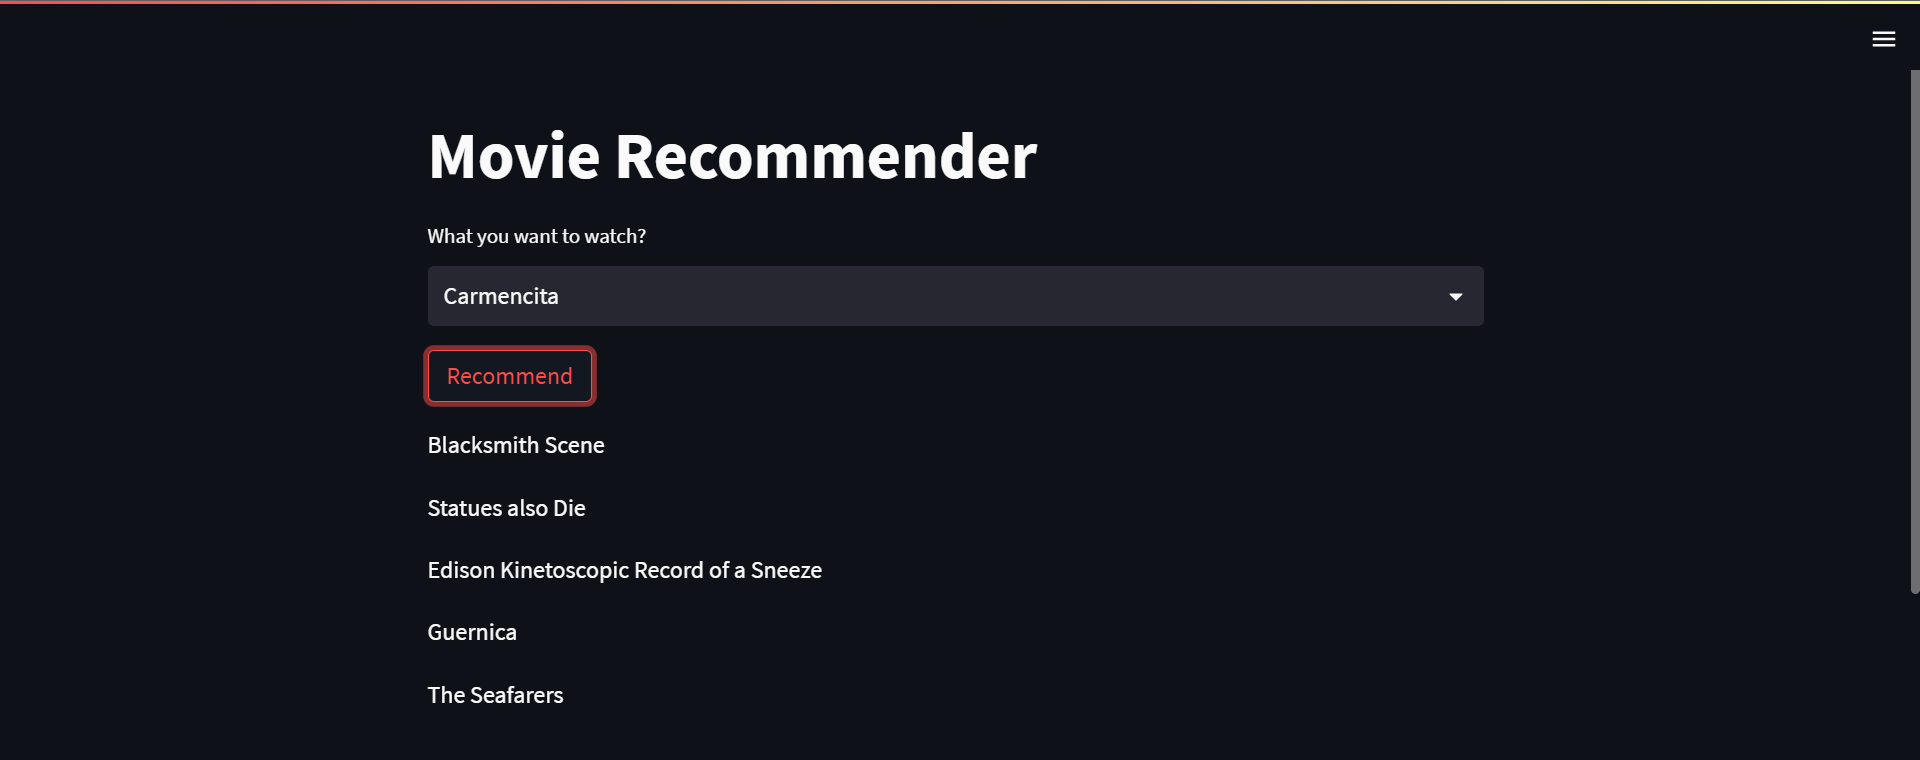 Movie Recommender
What you want to watch?
Carmencita
Recommend
Blacksmith Scene
Statues also Die
Edison Kinetoscopic Record of a Sneeze
Guernica
The Seafarers